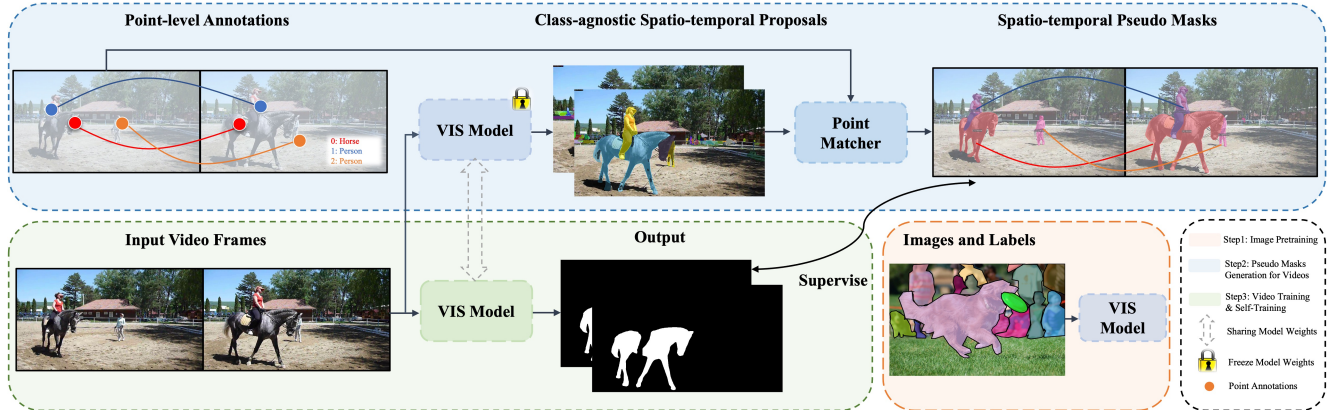 Point-level Annotations
Class-agnostic Spatio-temporal Proposals
Spatio-temporal Pseudo Masks
0: Horse
1: Person
2: Person
VIS Model
Point
Matcher
Input Video Frames
VIS Model
Output
Supervise
Images and Labels
VIS
Model
Step1: Image Pretraining
Step2: Pseudo Masks
Generation for Videos
Step3: Video Training
& Self-Training
Sharing Model Weights
Freeze Model Weights
Point Annotations